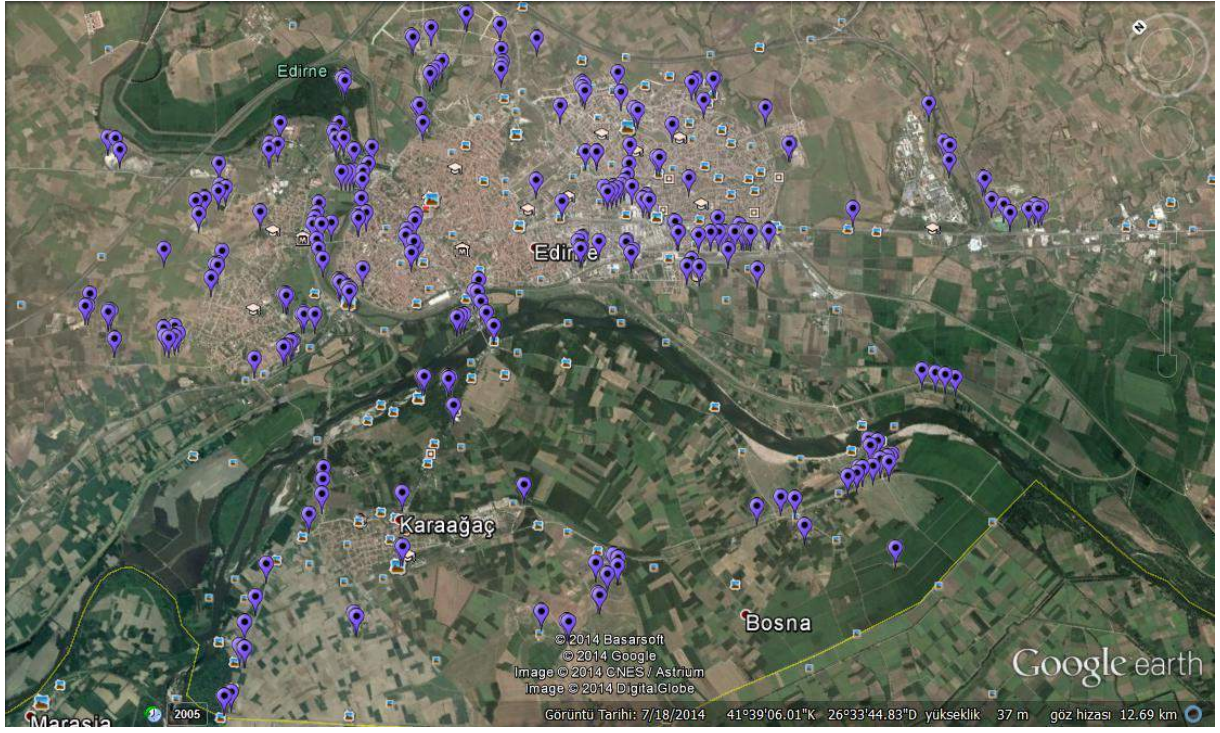 N
Edirne
Edirne
Karaağaç
Bosna
© 2014 Basarsoft
© 2014 Google
Image © 2014 CNES / Astrium
Image © 2014 DigitalGlobe
Google earth
Marasia
2005
Görüntü Tarihi: 7/18/2014 41°39'06.01"K 26°33'44.83"D yükseklik 37 m göz hizası 12.69 km